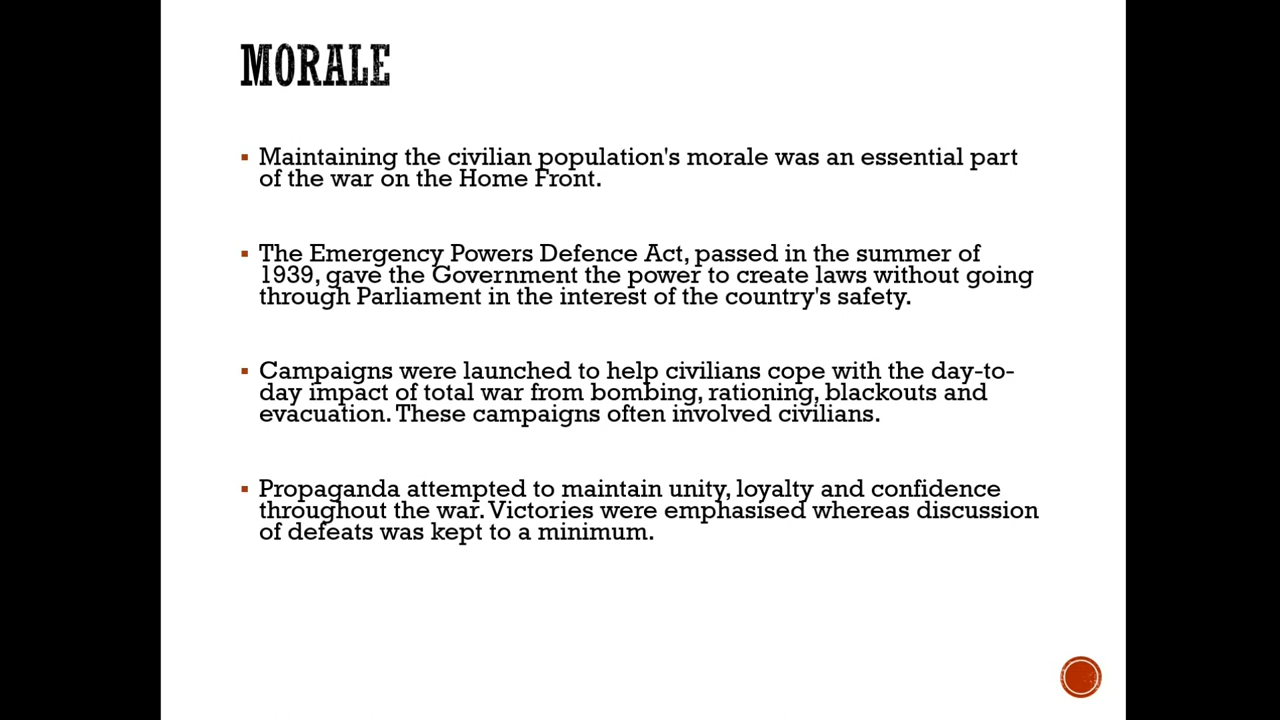 MORALE
▪ Maintaining the civilian population's morale was an essential part
of the war on the Home Front.
▪ The Emergency Powers Defence Act, passed in the summer of
1939, gave the Government the power to create laws without going
through Parliament in the interest of the country's safety.
▪ Campaigns were launched to help civilians cope with the day-to-
day impact of total war from bombing, rationing, blackouts and
evacuation. These campaigns often involved civilians.
▪ Propaganda attempted to maintain unity, loyalty and confidence
throughout the war. Victories were emphasised whereas discussion
of defeats was kept to a minimum.